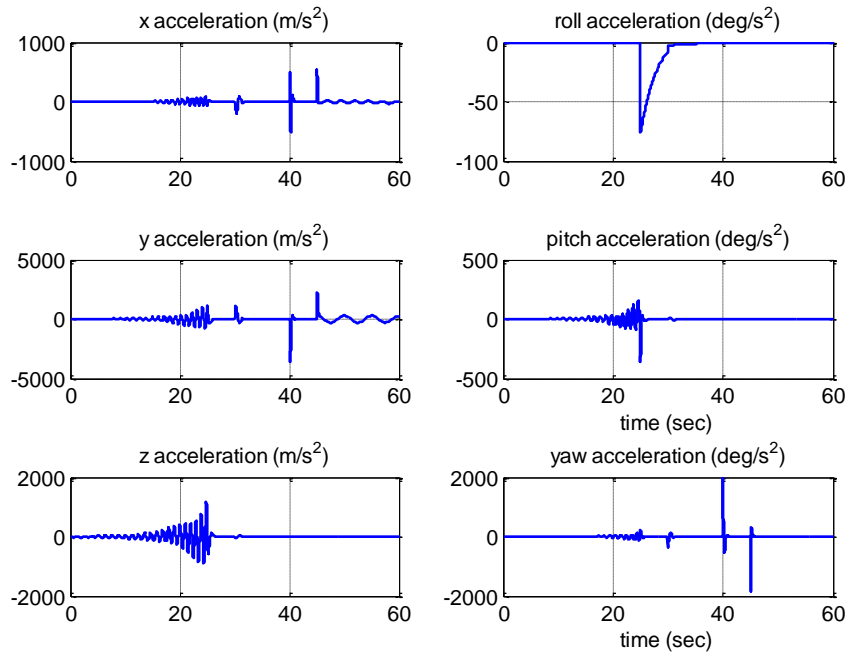 x acceleration (m/s²)
1000
0
-1000
0 20 40 60
roll acceleration (deg/s²)
0
-50
-100
0 20 40 60
y acceleration (m/s²)
5000
0
-5000
0 20 40 60
pitch acceleration (deg/s²)
500
0
-500
0 20 40 60
time (sec)
z acceleration (m/s²)
2000
0
-2000
0 20 40 60
yaw acceleration (deg/s²)
2000
0
-2000
0 20 40 60
time (sec)